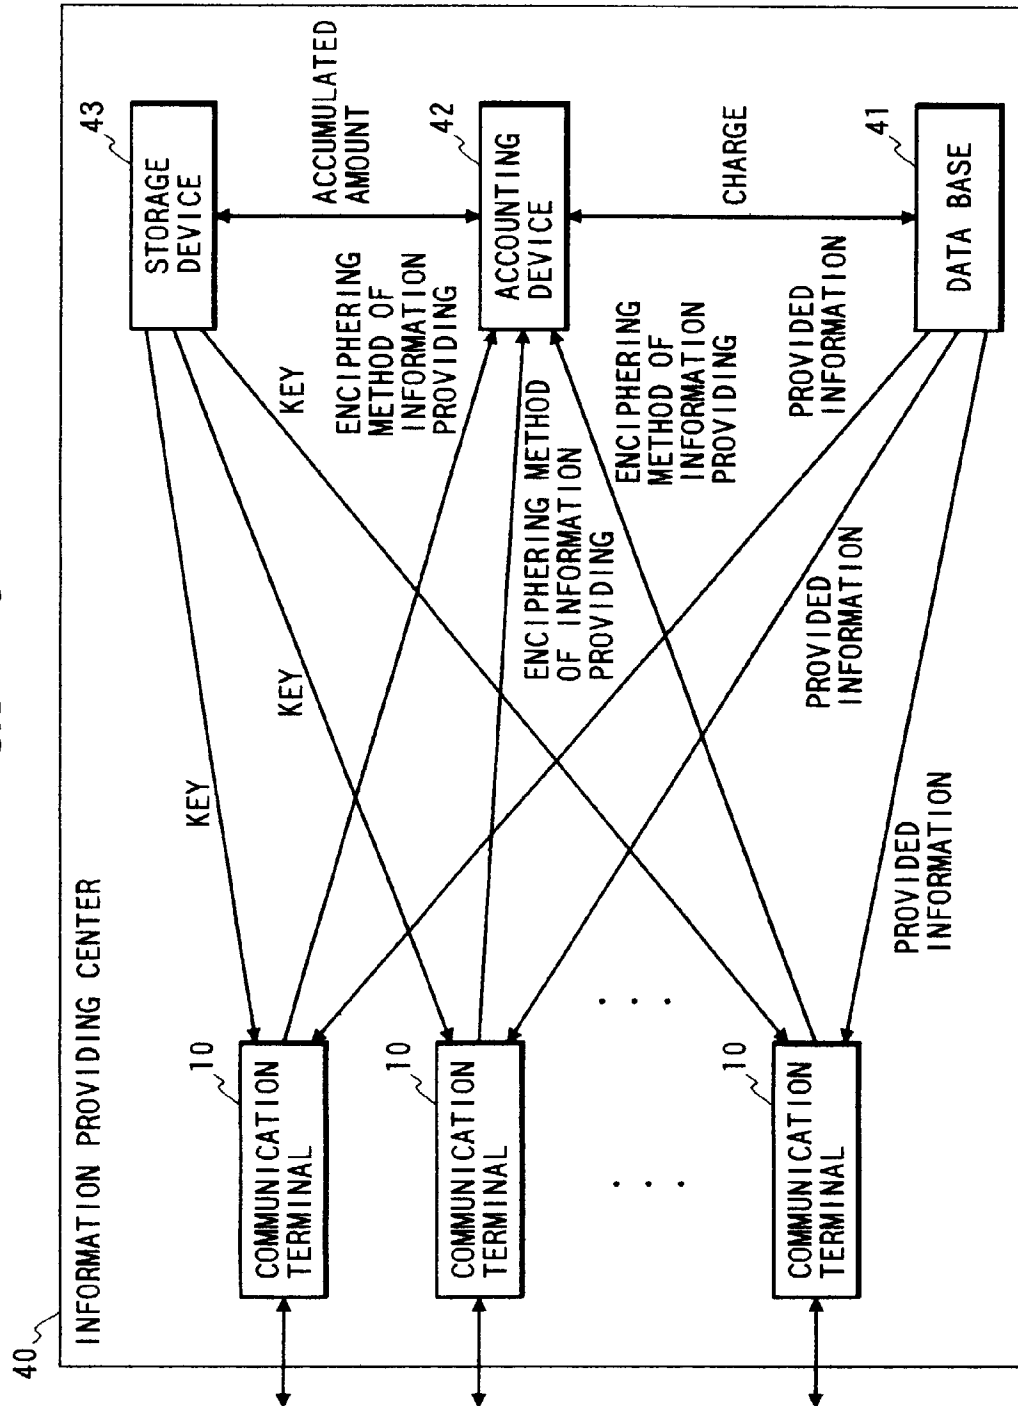 40
INFORMATION PROVIDING CENTER
43
STORAGE
DEVICE
ACCUMULATED
AMOUNT
42
ACCOUNTING
DEVICE
CHARGE
41
DATA BASE
KEY
KEY
KEY
ENCIPHERING
METHOD OF
INFORMATION
PROVIDING
ENCIPHERING METHOD
OF INFORMATION
PROVIDING
ENCIPHERING
METHOD OF
INFORMATION
PROVIDING
PROVIDED
INFORMATION
PROVIDED
INFORMATION
PROVIDED
INFORMATION
10
COMMUNICATION
TERMINAL
10
COMMUNICATION
TERMINAL
. . .
. . .
10
COMMUNICATION
TERMINAL